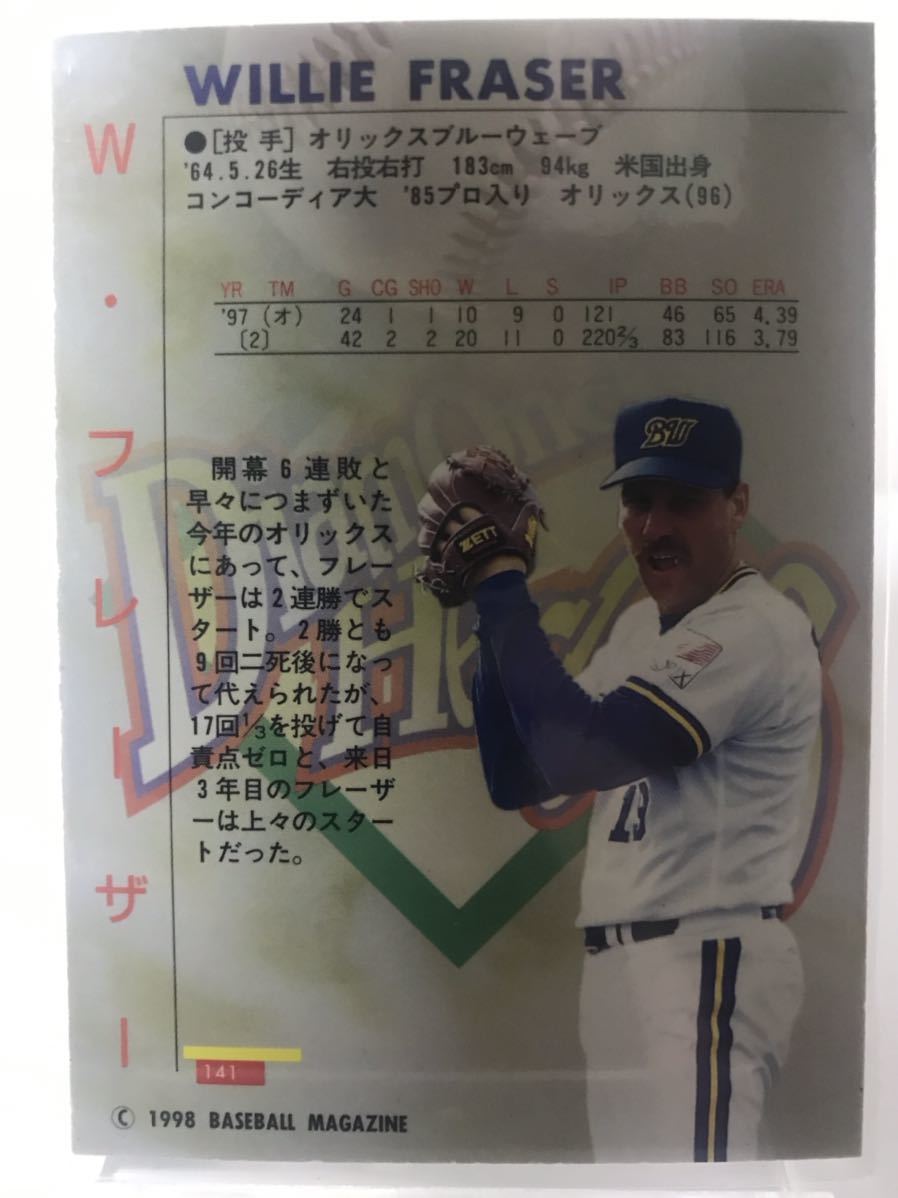 WILLIE FRASER
W・フレーザー
●[投 手] オリックスブルーウェーブ
'64.5.26生 右投右打 183cm 94kg 米国出身
コンコーディア大 '85プロ入り オリックス(96)
YR TM G CG SHO W L S IP BB SO ERA
'97 (オ) 24 1 1 10 9 0 121 46 65 4.39
〔2〕 42 2 2 20 11 0 220 2/3 83 116 3.79
Diamond
Heroes
開幕6連敗と
早々につまずいた
今年のオリックス
にあって、フレー
ザーは2連勝でス
タート。2勝とも
9回二死後になっ
て代えられたが、
17回1/3を投げて自
責点ゼロと、来日
3年目のフレーザ
ーは上々のスター
トだった。
BW
ZETT
13
141
© 1998 BASEBALL MAGAZINE